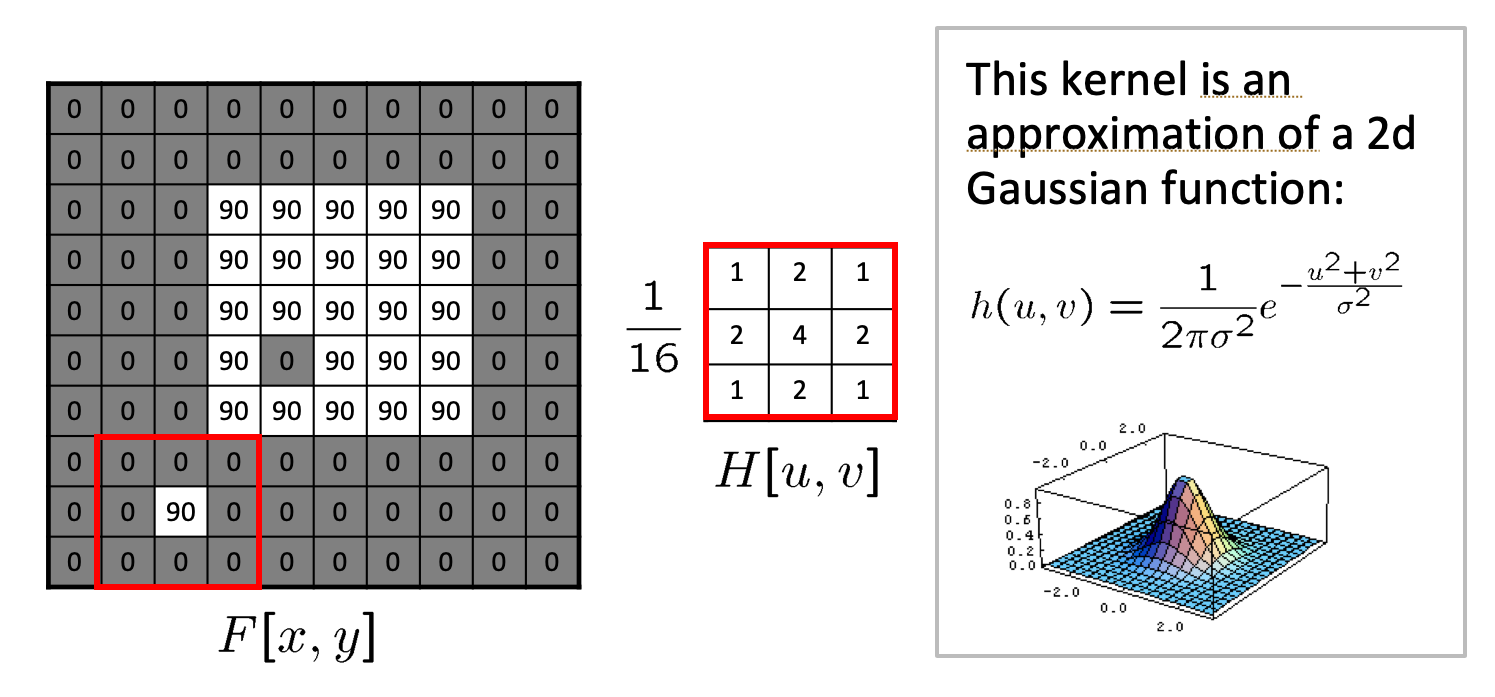 0 0 0 0 0 0 0 0 0 0
0 0 0 0 0 0 0 0 0 0
0 0 0 90 90 90 90 90 0 0
0 0 0 90 90 90 90 90 0 0
0 0 0 90 90 90 90 90 0 0
0 0 0 90 0 90 90 90 0 0
0 0 0 90 90 90 90 90 0 0
0 0 0 0 0 0 0 0 0 0
0 0 90 0 0 0 0 0 0 0
0 0 0 0 0 0 0 0 0 0
F[x, y]
1
16
1 2 1
2 4 2
1 2 1
H[u, v]
This kernel is an
approximation of a 2d
Gaussian function:
h(u, v) = \frac{1}{2πσ^2} e^{-\frac{u^2+v^2}{σ^2}}
2.0
0.0
-2.0
0.8
0.6
0.4
0.2
0.0
-2.0
0.0
2.0